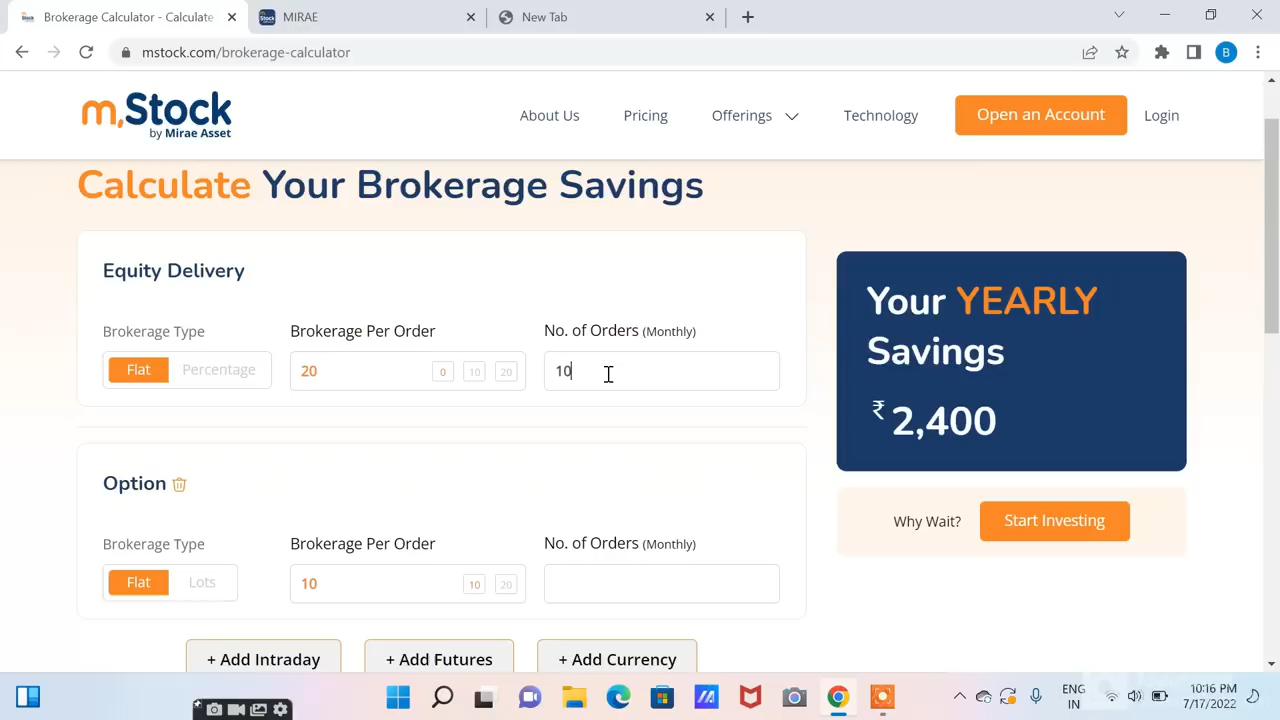 Brokerage Calculator - Calculate
MIRAE
New Tab
mstock.com/brokerage-calculator
B
m.Stock
by Mirae Asset
About Us
Pricing
Offerings
Technology
Open an Account
Login
Calculate Your Brokerage Savings
Equity Delivery
Brokerage Type
Brokerage Per Order
No. of Orders (Monthly)
Flat
Percentage
20
0
10
20
10
Your YEARLY
Savings
₹ 2,400
Why Wait?
Start Investing
Option
Brokerage Type
Brokerage Per Order
No. of Orders (Monthly)
Flat
Lots
10
10
20
+ Add Intraday
+ Add Futures
+ Add Currency
ENG
IN
10:16 PM
7/17/2022